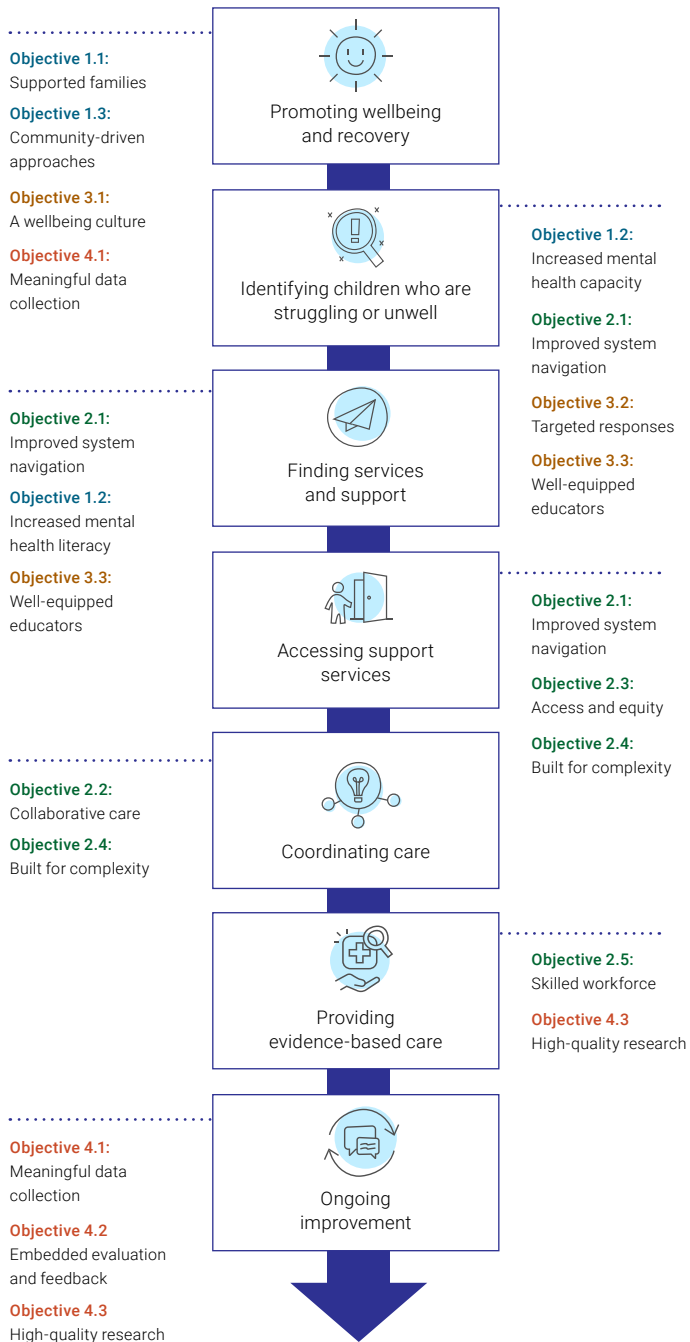 Promoting wellbeing
and recovery
Objective 1.1:
Supported families
Objective 1.3:
Community-driven
approaches
Objective 3.1:
A wellbeing culture
Objective 4.1:
Meaningful data
collection
Identifying children who are
struggling or unwell
Objective 1.2:
Increased mental
health capacity
Objective 2.1:
Improved system
navigation
Objective 3.2:
Targeted responses
Objective 3.3:
Well-equipped
educators
Finding services
and support
Objective 2.1:
Improved system
navigation
Objective 1.2:
Increased mental
health literacy
Objective 3.3:
Well-equipped
educators
Accessing support
services
Objective 2.1:
Improved system
navigation
Objective 2.3:
Access and equity
Objective 2.4:
Built for complexity
Coordinating care
Objective 2.2:
Collaborative care
Objective 2.4:
Built for complexity
Providing
evidence-based care
Objective 2.5:
Skilled workforce
Objective 4.3
High-quality research
Ongoing
improvement
Objective 4.1:
Meaningful data
collection
Objective 4.2
Embedded evaluation
and feedback
Objective 4.3
High-quality research